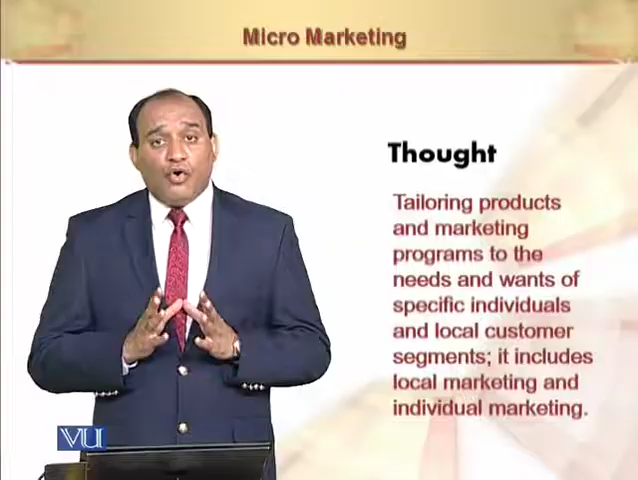 Micro Marketing
Thought
Tailoring products
and marketing
programs to the
needs and wants of
specific individuals
and local customer
segments; it includes
local marketing and
individual marketing.
VU